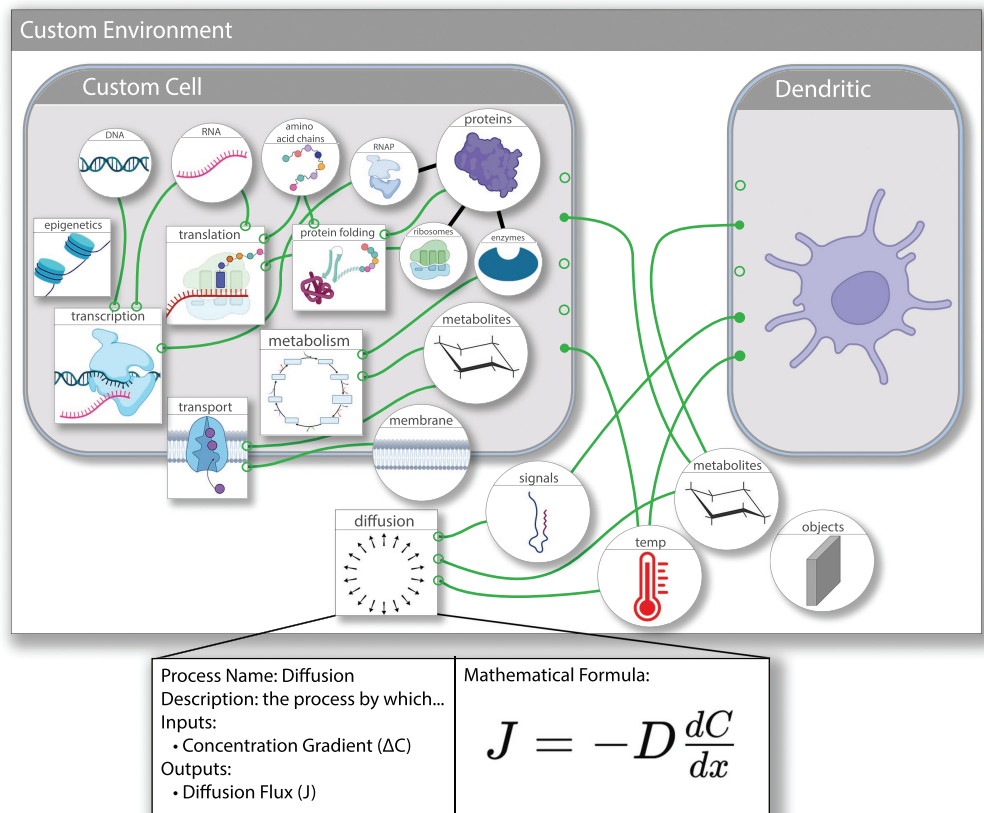 Custom Environment
Custom Cell
Dendritic
DNA
RNA
amino
acid chains
RNAP
proteins
epigenetics
translation
protein folding
ribosomes
enzymes
transcription
metabolism
metabolites
transport
membrane
signals
metabolites
diffusion
temp
objects
Process Name: Diffusion
Description: the process by which...
Inputs:
• Concentration Gradient (ΔC)
Outputs:
• Diffusion Flux (J)
Mathematical Formula:
J = −D dC/dx